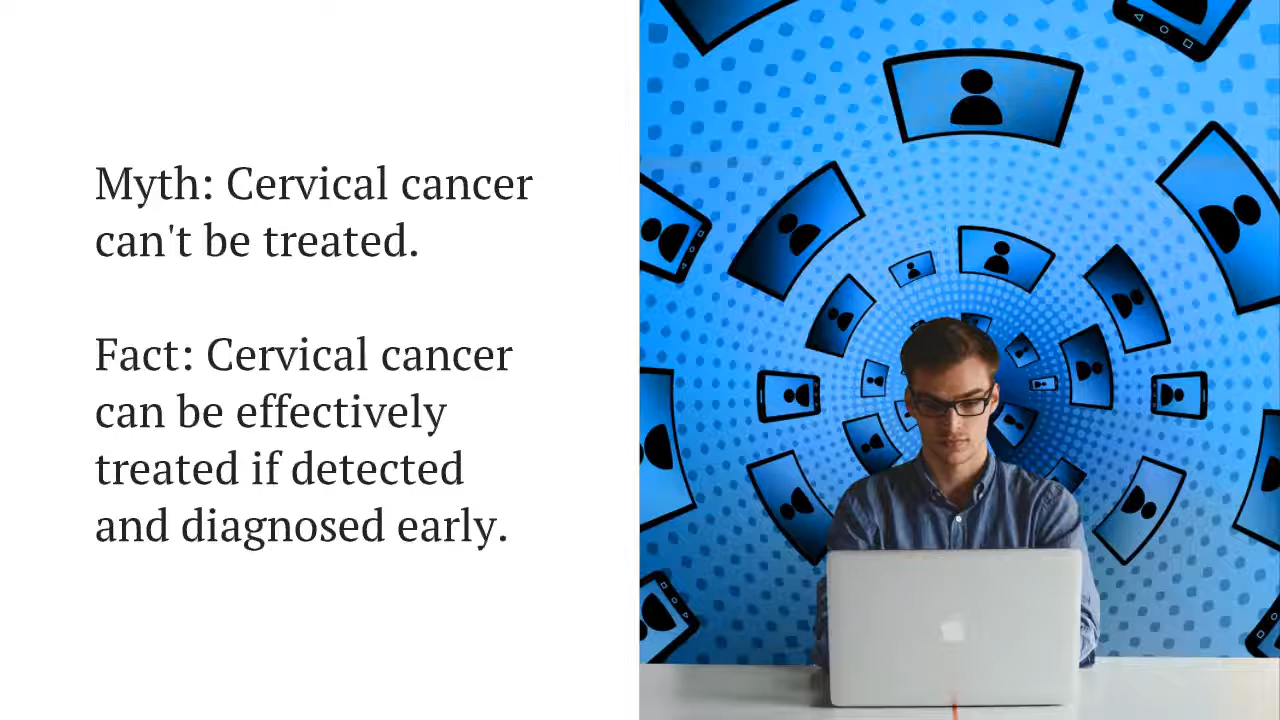 Myth: Cervical cancer
can't be treated.
Fact: Cervical cancer
can be effectively
treated if detected
and diagnosed early.